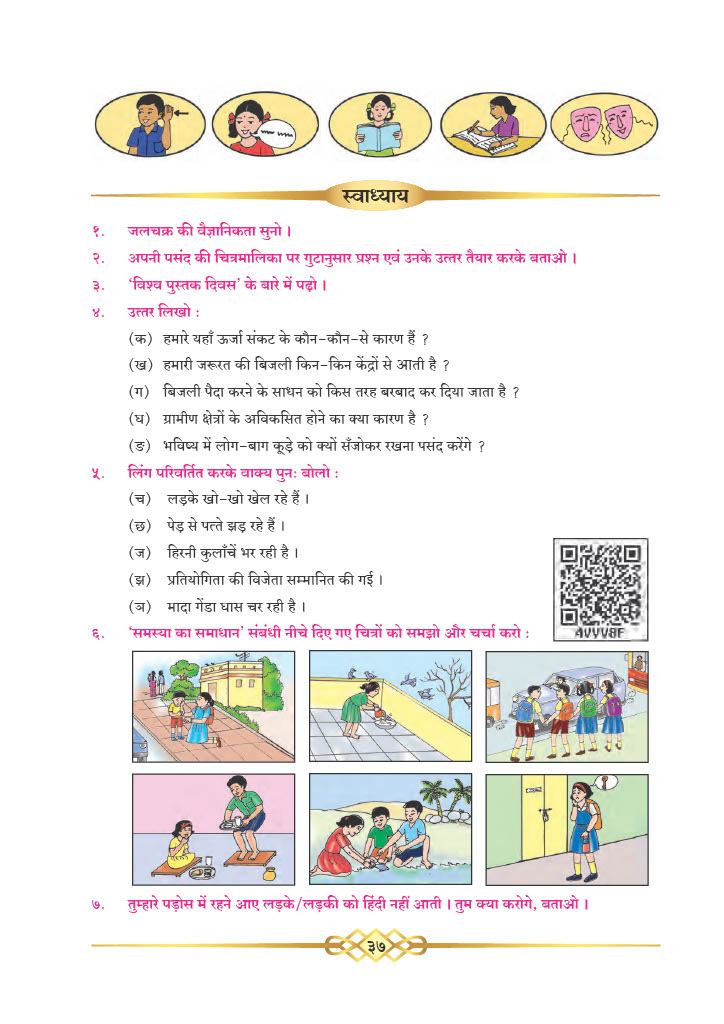 स्वाध्याय
१. जलचक्र की वैज्ञानिकता सुनो ।
२. अपनी पसंद की चित्रमालिका पर गुटानुसार प्रश्न एवं उनके उत्तर तैयार करके बताओ ।
३. ‘विश्व पुस्तक दिवस’ के बारे में पढ़ो ।
४. उत्तर लिखो :
(क) हमारे यहाँ ऊर्जा संकट के कौन-कौन-से कारण हैं ?
(ख) हमारी जरूरत की बिजली किन-किन केंद्रों से आती है ?
(ग) बिजली पैदा करने के साधन को किस तरह बरबाद कर दिया जाता है ?
(घ) ग्रामीण क्षेत्रों के अविकसित होने का क्या कारण है ?
(ङ) भविष्य में लोग-बाग कूड़े को क्यों सँजोकर रखना पसंद करेंगे ?
५. लिंग परिवर्तित करके वाक्य पुनः बोलो :
(च) लड़के खो-खो खेल रहे हैं ।
(छ) पेड़ से पत्ते झड़ रहे हैं ।
(ज) हिरनी कुलाँचें भर रही है ।
(झ) प्रतियोगिता की विजेता सम्मानित की गई ।
(ञ) मादा गेंडा घास चर रही है ।
4VVV8F
६. ‘समस्या का समाधान’ संबंधी नीचे दिए गए चित्रों को समझो और चर्चा करो :
७. तुम्हारे पड़ोस में रहने आए लड़के/लड़की को हिंदी नहीं आती । तुम क्या करोगे, बताओ ।
३७